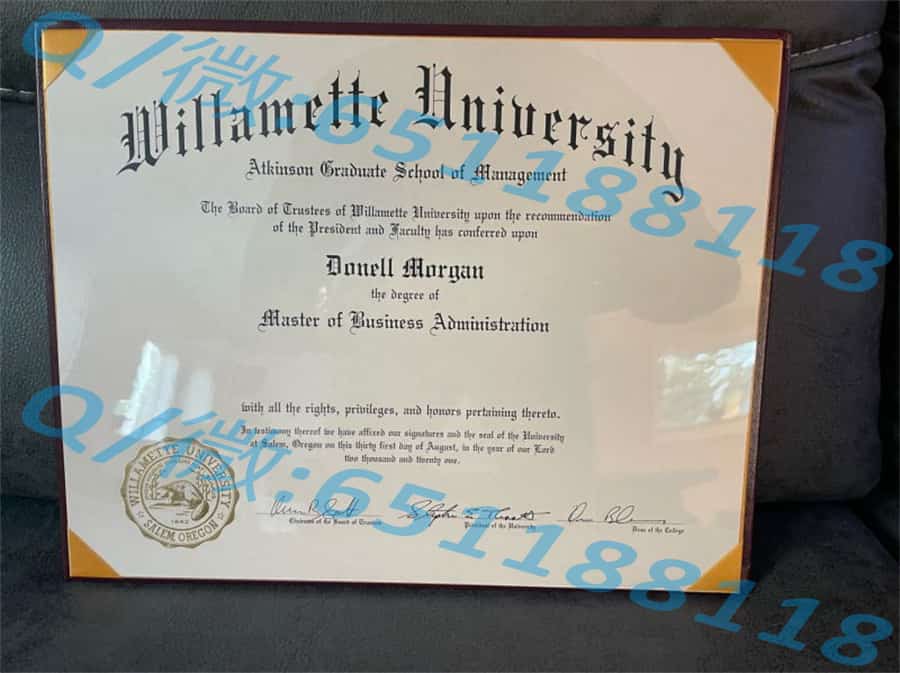 Q/微:651188118
Willamette University
Atkinson Graduate School of Management
The Board of Trustees of Willamette University upon the recommendation
of the President and Faculty has conferred upon
Donell Morgan
the degree of
Master of Business Administration
with all the rights, privileges, and honors pertaining thereto.
In testimony thereof we have affixed our signatures and the seal of the University
at Salem, Oregon on this thirty first day of August, in the year of our Lord
two thousand and twenty one.
Q/微:651188118
WILLAMETTE UNIVERSITY
1842
SALEM, OREGON
Chairman of the Board of Trustees
President of the University
Dean of the College